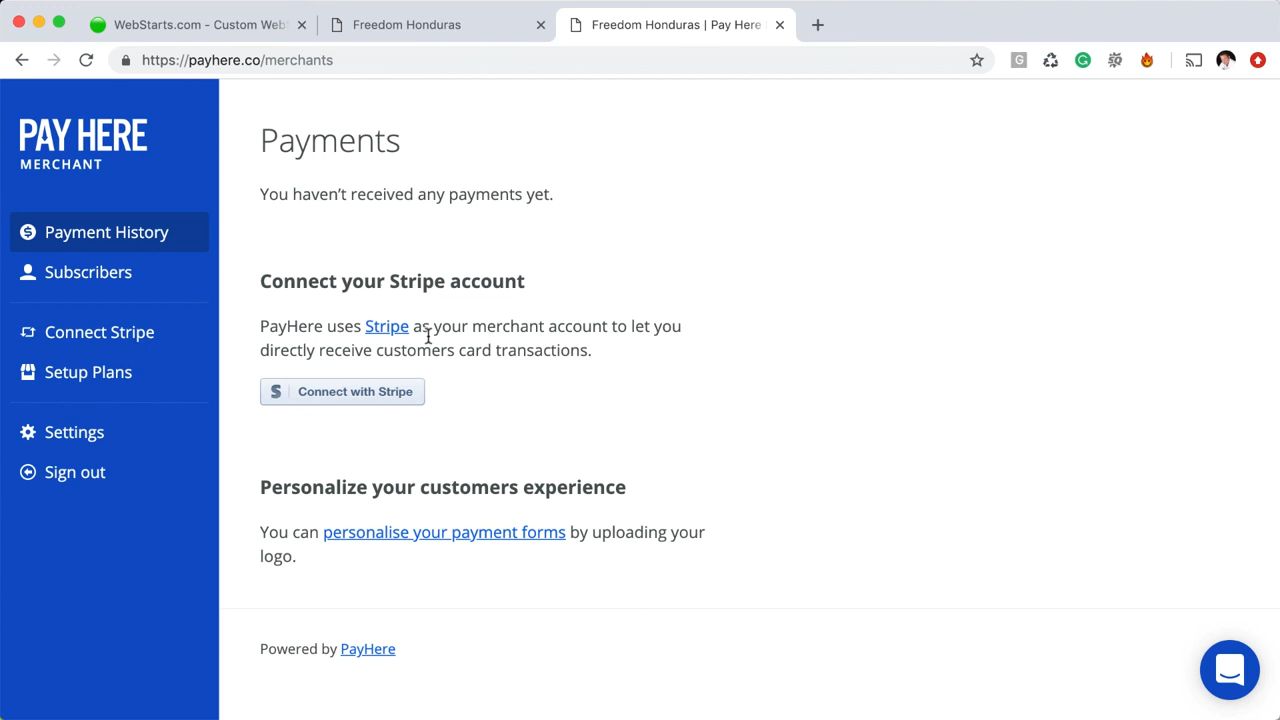 WebStarts.com - Custom Web
Freedom Honduras
Freedom Honduras | Pay Here
https://payhere.co/merchants
G
PAY HERE
MERCHANT
Payment History
Subscribers
Connect Stripe
Setup Plans
Settings
Sign out
Payments
You haven’t received any payments yet.
Connect your Stripe account
PayHere uses Stripe as your merchant account to let you
directly receive customers card transactions.
S Connect with Stripe
Personalize your customers experience
You can personalise your payment forms by uploading your
logo.
Powered by PayHere